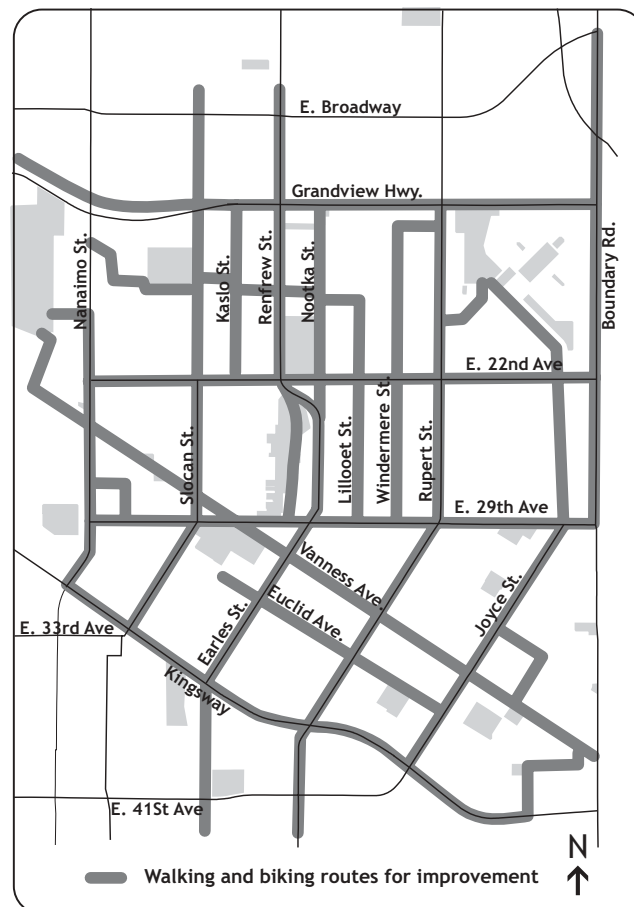 E. Broadway
Grandview Hwy.
Nanaimo St.
Kaslo St.
Renfrew St.
Nootka St.
Boundary Rd.
E. 22nd Ave
Slocan St.
Lillooet St.
Windermere St.
Rupert St.
E. 29th Ave
Vanness Ave.
Euclid Ave.
Joyce St.
E. 33rd Ave
Earles St.
Kingsway
E. 41St Ave
N
Walking and biking routes for improvement